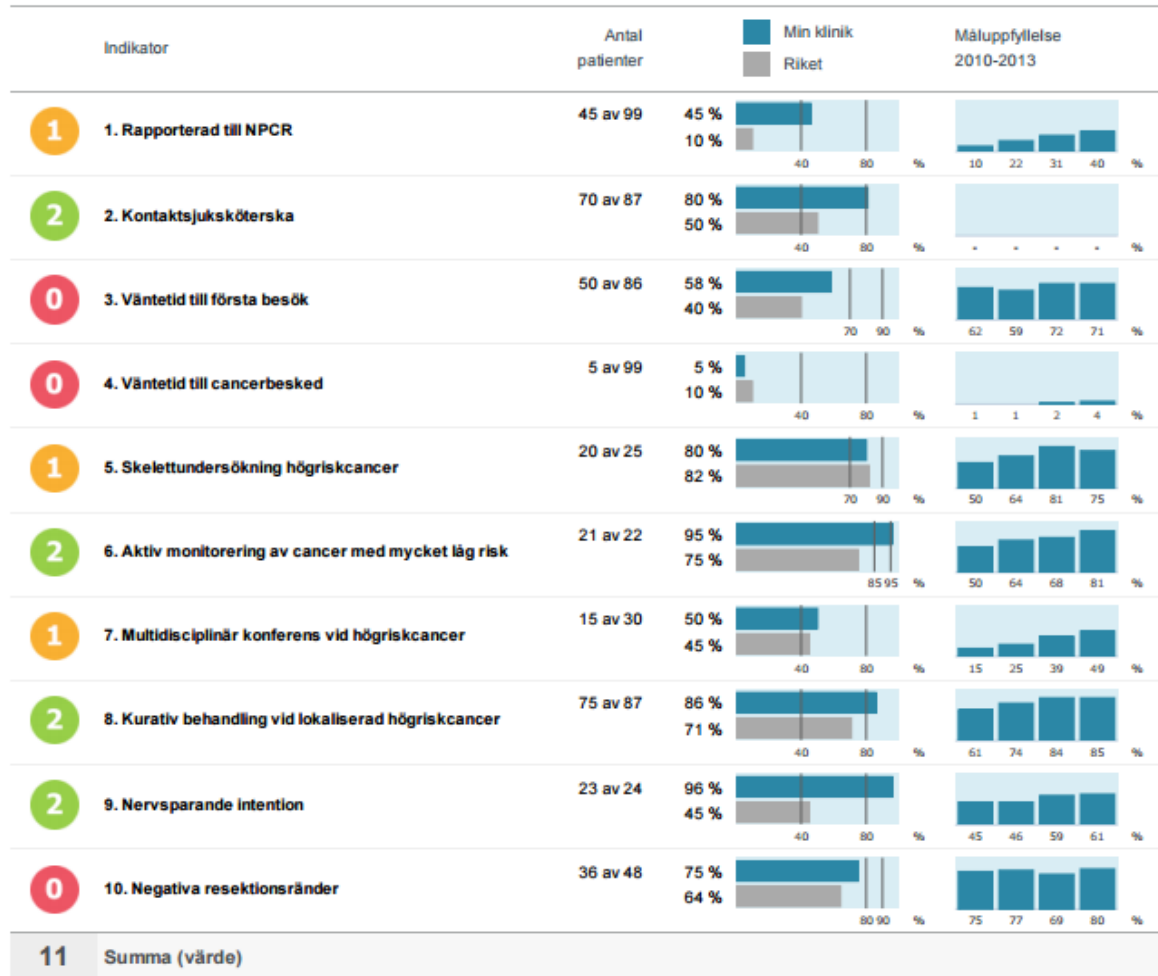 Indikator
Antal
patienter
Min klinik
Riket
Måluppfyllelse
2010-2013
1
1. Rapporterad till NPCR
45 av 99
45 %
10 %
40 80 %
10 22 31 40 %
2
2. Kontaktsjuksköterska
70 av 87
80 %
50 %
40 80 %
- - - - %
0
3. Väntetid till första besök
50 av 86
58 %
40 %
70 90 %
62 59 72 71 %
0
4. Väntetid till cancerbesked
5 av 99
5 %
10 %
40 80 %
1 1 2 4 %
1
5. Skelettundersökning högriskcancer
20 av 25
80 %
82 %
70 90 %
50 64 81 75 %
2
6. Aktiv monitorering av cancer med mycket låg risk
21 av 22
95 %
75 %
85 95 %
50 64 68 81 %
1
7. Multidisciplinär konferens vid högriskcancer
15 av 30
50 %
45 %
40 80 %
15 25 39 49 %
2
8. Kurativ behandling vid lokaliserad högriskcancer
75 av 87
86 %
71 %
40 80 %
61 74 84 85 %
2
9. Nervsparande intention
23 av 24
96 %
45 %
40 80 %
45 46 59 61 %
0
10. Negativa resektionsränder
36 av 48
75 %
64 %
80 90 %
75 77 69 80 %
11 Summa (värde)